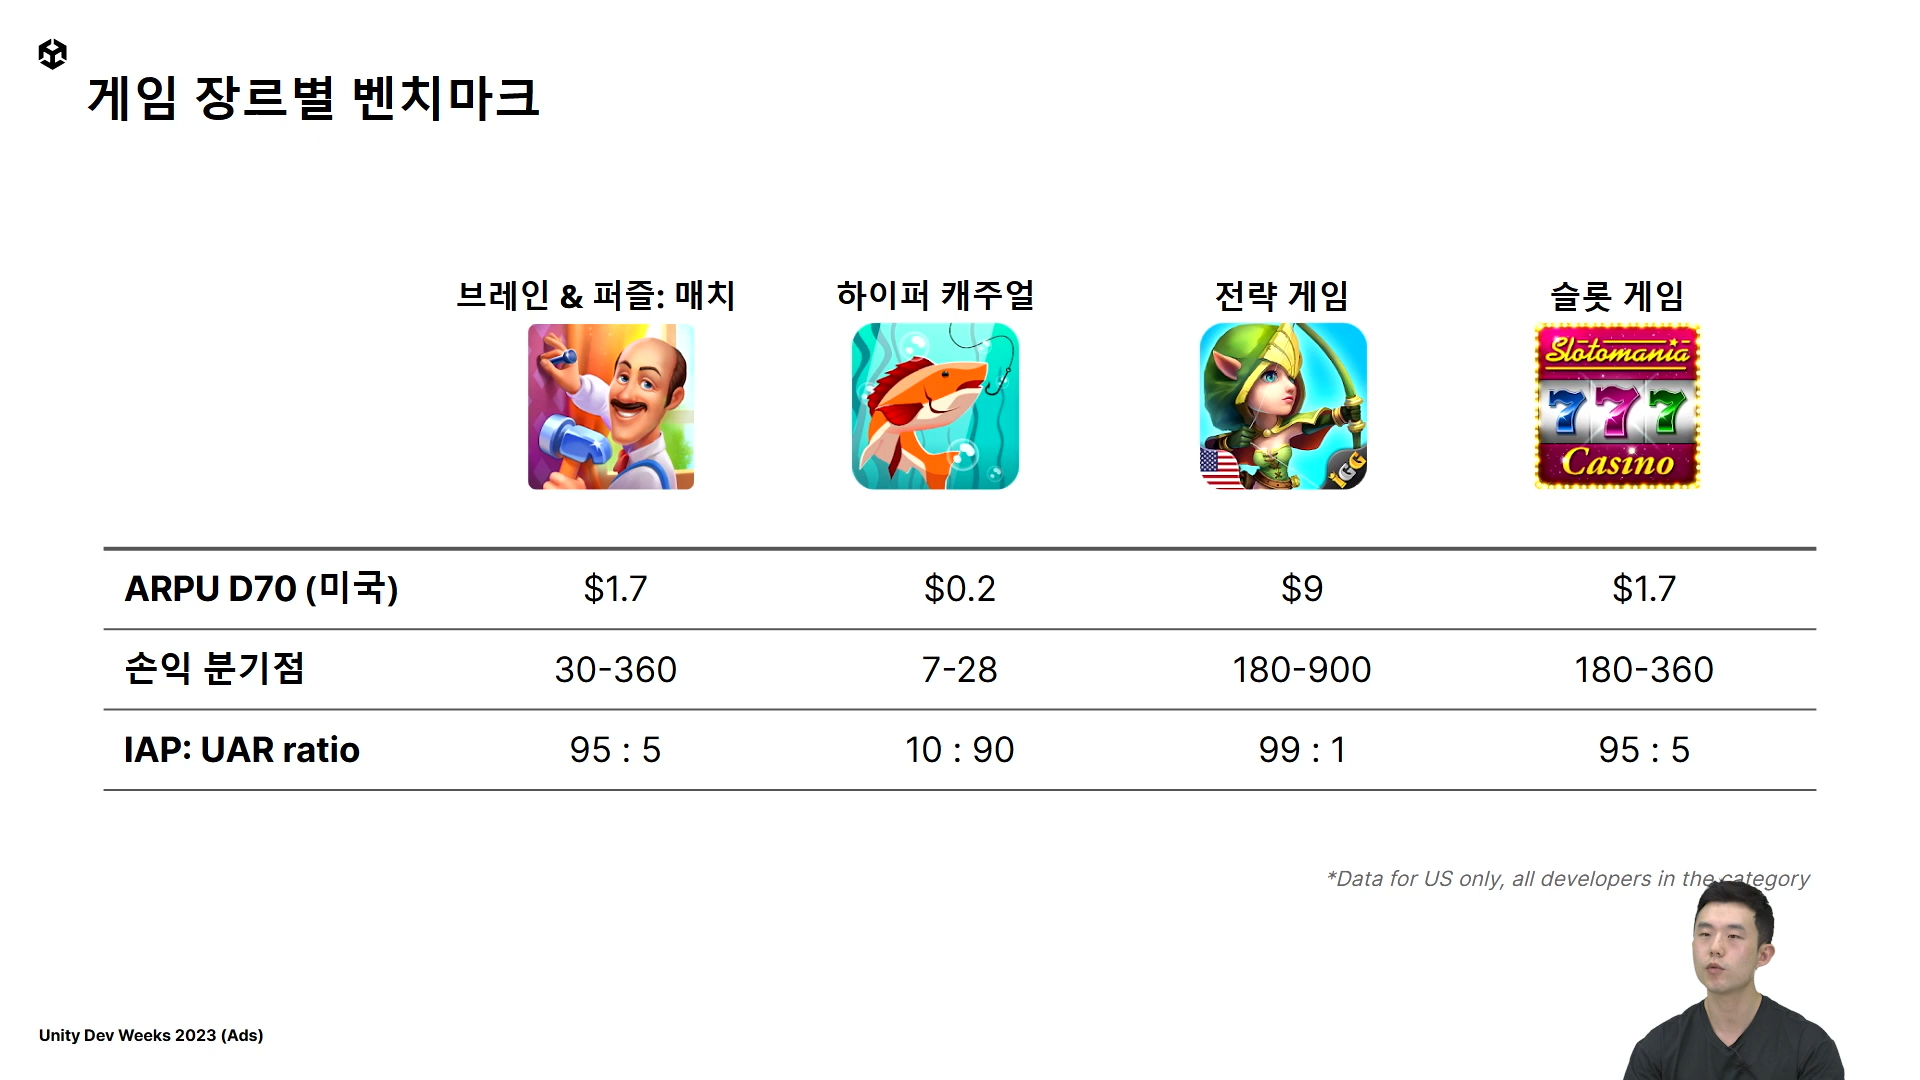 게임 장르별 벤치마크
브레인 & 퍼즐: 매치 하이퍼 캐주얼 전략 게임 슬롯 게임
Slotomania
777
Casino
IGG
ARPU D70 (미국) $1.7 $0.2 $9 $1.7
손익 분기점 30-360 7-28 180-900 180-360
IAP: UAR ratio 95 : 5 10 : 90 99 : 1 95 : 5
*Data for US only, all developers in the category
Unity Dev Weeks 2023 (Ads)